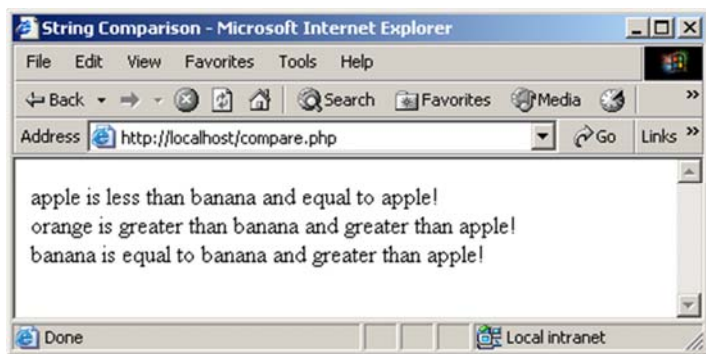 String Comparison - Microsoft Internet Explorer
File Edit View Favorites Tools Help
Back Search Favorites Media »
Address http://localhost/compare.php Go Links »
apple is less than banana and equal to apple!
orange is greater than banana and greater than apple!
banana is equal to banana and greater than apple!
Done Local intranet